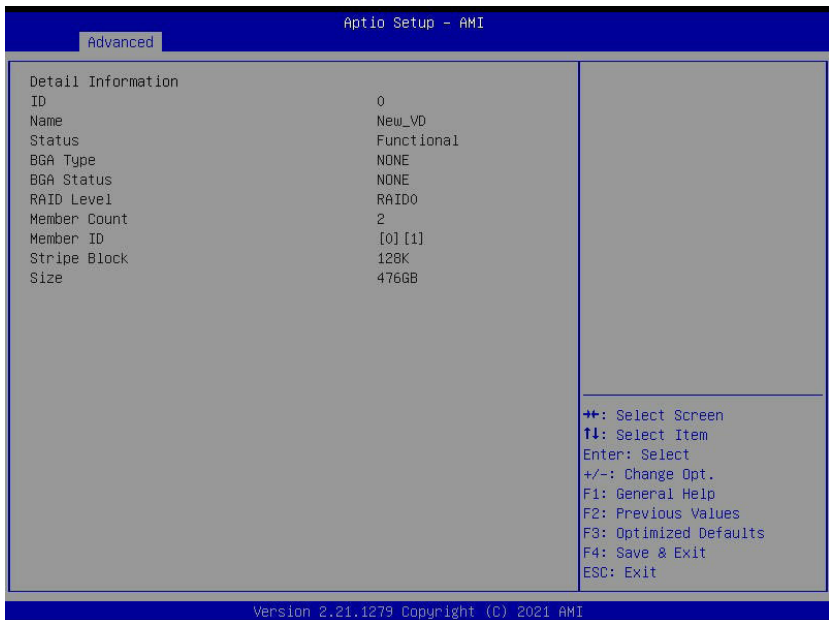 Aptio Setup - AMI
Advanced
Detail Information
ID 0
Name New_VD
Status Functional
BGA Type NONE
BGA Status NONE
RAID Level RAID0
Member Count 2
Member ID [0][1]
Stripe Block 128K
Size 476GB
→←: Select Screen
↑↓: Select Item
Enter: Select
+/-: Change Opt.
F1: General Help
F2: Previous Values
F3: Optimized Defaults
F4: Save & Exit
ESC: Exit
Version 2.21.1279 Copyright (C) 2021 AMI